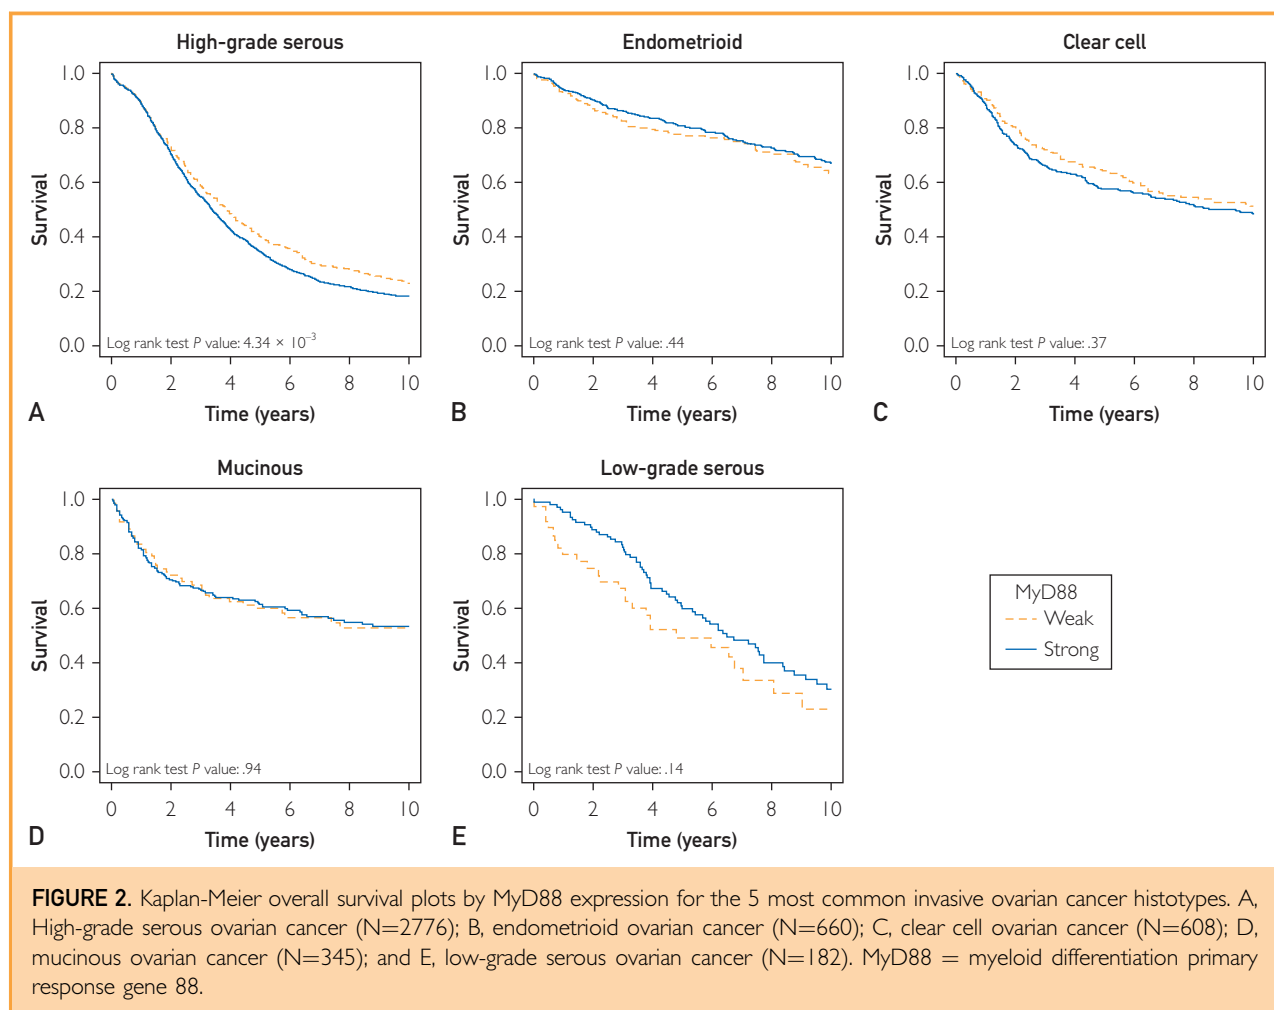 High-grade serous
Endometrioid
Clear cell
1.0
0.8
0.6
0.4
0.2
0.0
Survival
Log rank test P value: 4.34 × 10⁻³
0 2 4 6 8 10
Time (years)
A
1.0
0.8
0.6
0.4
0.2
0.0
Survival
Log rank test P value: .44
0 2 4 6 8 10
Time (years)
B
1.0
0.8
0.6
0.4
0.2
0.0
Survival
Log rank test P value: .37
0 2 4 6 8 10
Time (years)
C
Mucinous
Low-grade serous
1.0
0.8
0.6
0.4
0.2
0.0
Survival
Log rank test P value: .94
0 2 4 6 8 10
Time (years)
D
1.0
0.8
0.6
0.4
0.2
0.0
Survival
Log rank test P value: .14
0 2 4 6 8 10
Time (years)
E
MyD88
Weak
Strong
FIGURE 2. Kaplan-Meier overall survival plots by MyD88 expression for the 5 most common invasive ovarian cancer histotypes. A,
High-grade serous ovarian cancer (N=2776); B, endometrioid ovarian cancer (N=660); C, clear cell ovarian cancer (N=608); D,
mucinous ovarian cancer (N=345); and E, low-grade serous ovarian cancer (N=182). MyD88 = myeloid differentiation primary
response gene 88.